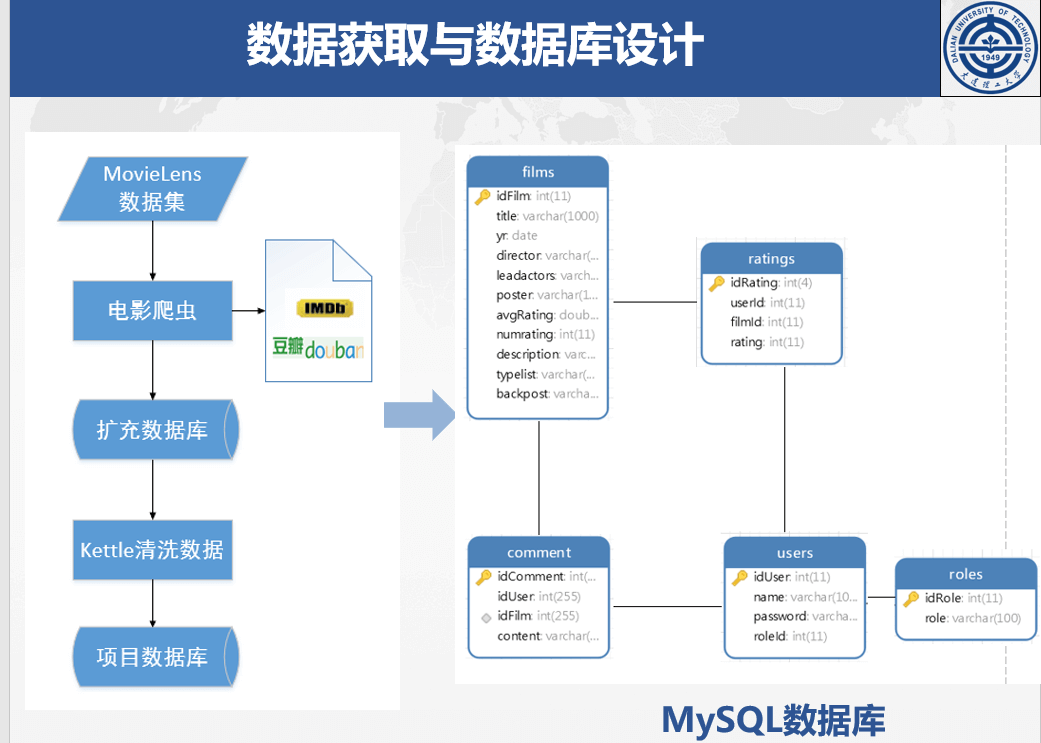 数据获取与数据库设计
DALIAN UNIVERSITY OF TECHNOLOGY
1949
大连理工大学
MovieLens
数据集
电影爬虫
IMDb
豆瓣douban
扩充数据库
Kettle清洗数据
项目数据库
films
idFilm: int(11)
title: varchar(1000)
yr: date
director: varchar(...
leadactors: varch...
poster: varchar(1...
avgRating: doub...
numrating: int(11)
description: varc...
typelist: varchar(...
backpost: varcha...
ratings
idRating: int(4)
userId: int(11)
filmId: int(11)
rating: int(11)
comment
idComment: int(...
idUser: int(255)
idFilm: int(255)
content: varchar(...
users
idUser: int(11)
name: varchar(10...
password: varcha...
roleId: int(11)
roles
idRole: int(11)
role: varchar(100)
MySQL数据库